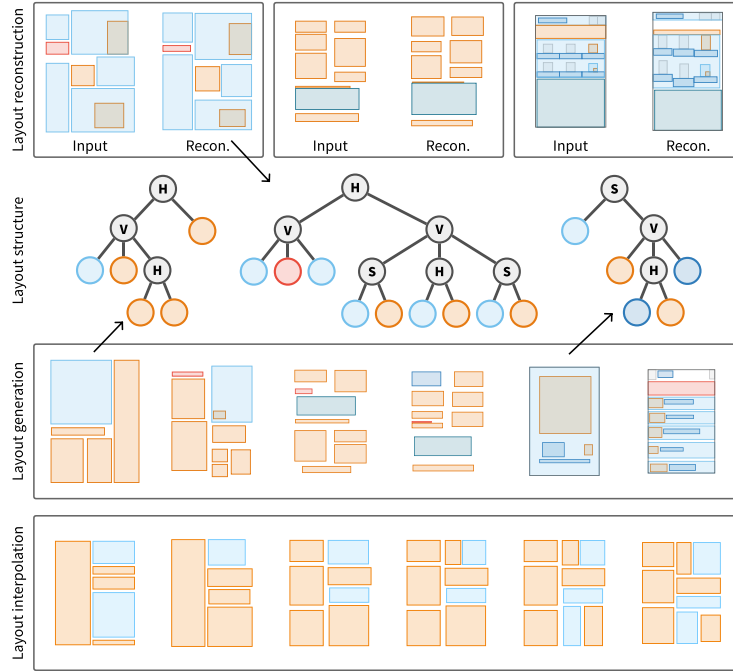 Layout reconstruction
Input
Recon.
Input
Recon.
Input
Recon.
Layout structure
H
V
H
H
V
V
S
H
S
S
V
H
Layout generation
Layout interpolation